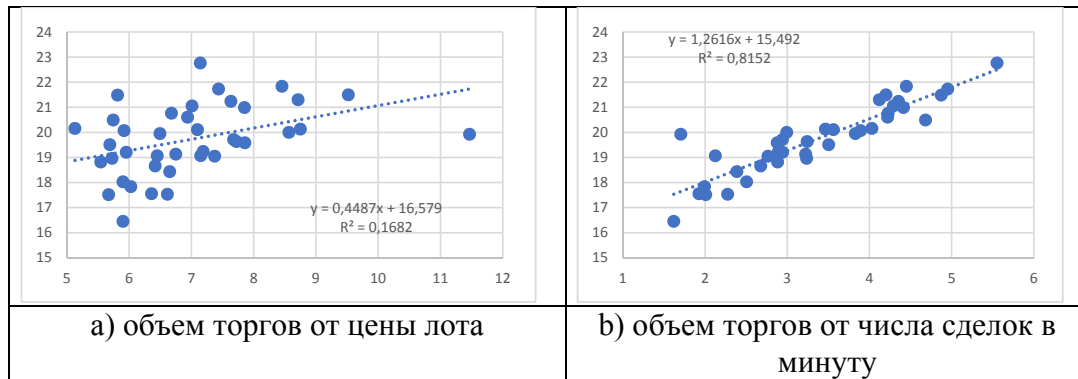 24
23
22
21
20
19
18
17
16
15
y = 0,4487x + 16,579
R² = 0,1682
5 6 7 8 9 10 11 12
a) объем торгов от цены лота
24
23
22
21
20
19
18
17
16
15
y = 1,2616x + 15,492
R² = 0,8152
1 2 3 4 5 6
b) объем торгов от числа сделок в
минуту